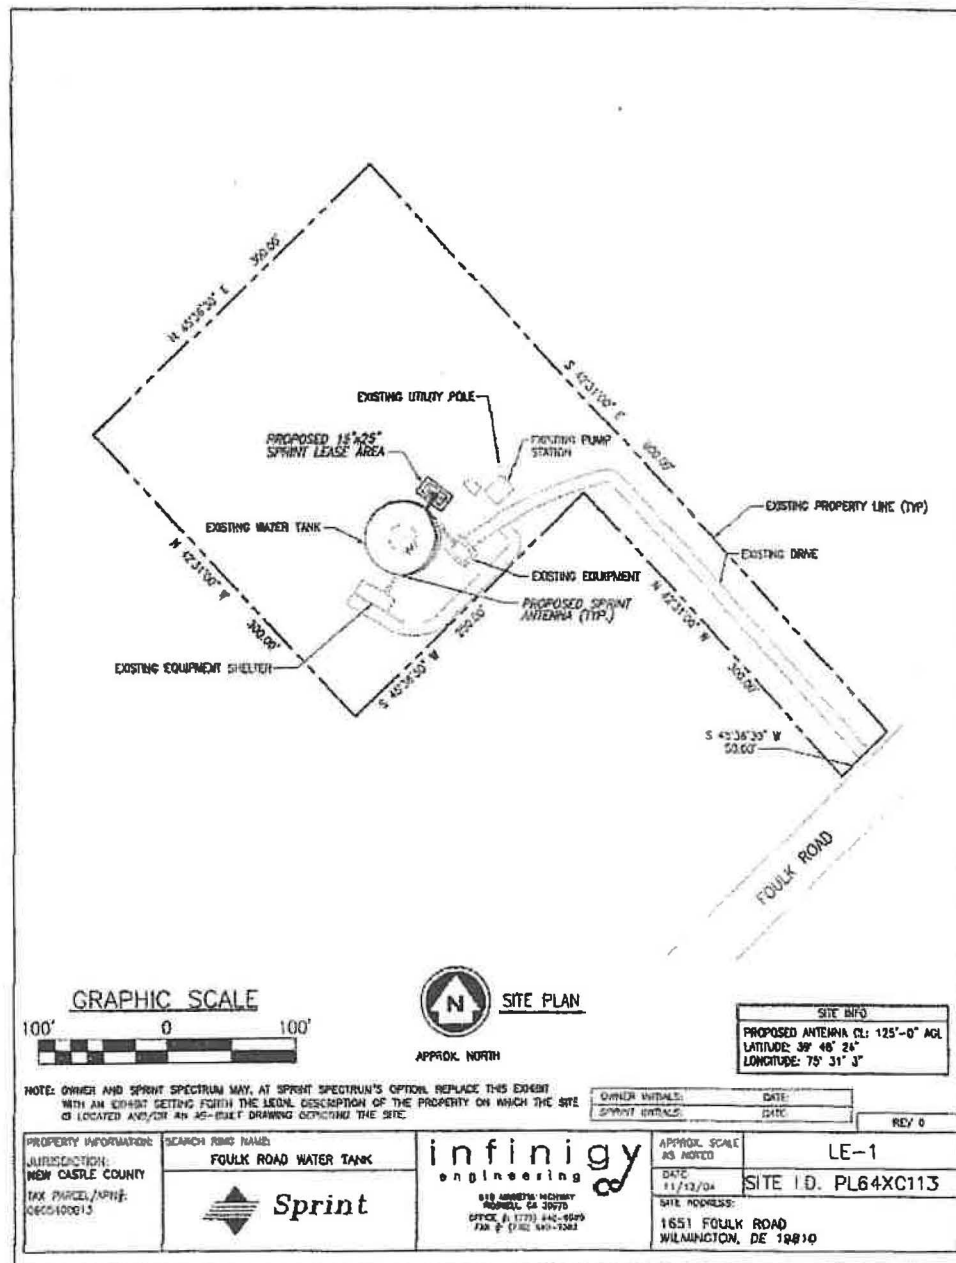 N 45°36'30" E
300.00'
S 42°31'00" E
600.00'
EXISTING UTILITY POLE
PROPOSED 15'x25'
SPRINT LEASE AREA
EXISTING PUMP
STATION
EXISTING PROPERTY LINE (TYP)
EXISTING WATER TANK
EXISTING DRIVE
N 42°31'00" W
300.00'
EXISTING EQUIPMENT
PROPOSED SPRINT
ANTENNA (TYP.)
N 42°31'00" W
300.00'
S 45°36'30" W
250.00'
EXISTING EQUIPMENT SHELTER
S 45°36'30" W
50.00'
FOULK ROAD
GRAPHIC SCALE
100' 0 100'
N
SITE PLAN
APPROX. NORTH
SITE INFO
PROPOSED ANTENNA CL: 125'-0" AGL
LATITUDE: 39° 48' 24"
LONGITUDE: 75° 31' 3"
NOTE: OWNER AND SPRINT SPECTRUM MAY, AT SPRINT SPECTRUM'S OPTION, REPLACE THIS EXHIBIT
WITH AN EXHIBIT SETTING FORTH THE LEGAL DESCRIPTION OF THE PROPERTY ON WHICH THE SITE
IS LOCATED AND/OR AN AS-BUILT DRAWING DEPICTING THE SITE
OWNER INITIALS: DATE:
SPRINT INITIALS: DATE:
REV 0
PROPERTY INFORMATION:
JURISDICTION:
NEW CASTLE COUNTY
TAX PARCEL/APN#:
SEARCH RING NAME:
FOULK ROAD WATER TANK
Sprint
infinigy
engineering
APPROX. SCALE
AS NOTED
LE-1
DATE:
SITE I.D. PL64XC113
SITE ADDRESS:
1651 FOULK ROAD
WILMINGTON, DE 19810